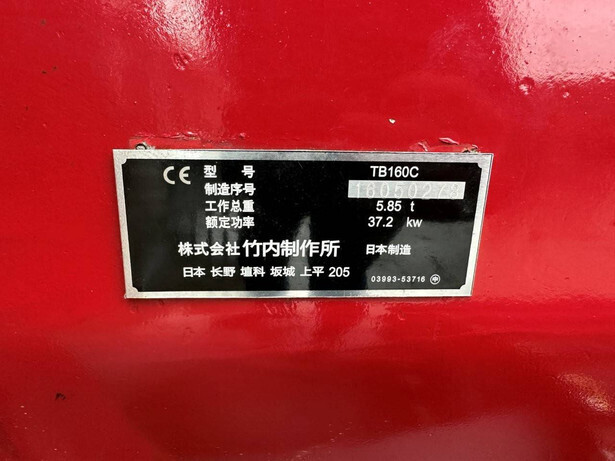 CE 型 号 TB160C
制造序号 16050273
工作总重 5.85 t
额定功率 37.2 kw
株式会社 竹内制作所 日本制造
日本 长野 埴科 坂城 上平 205
03993-53716 ㊥